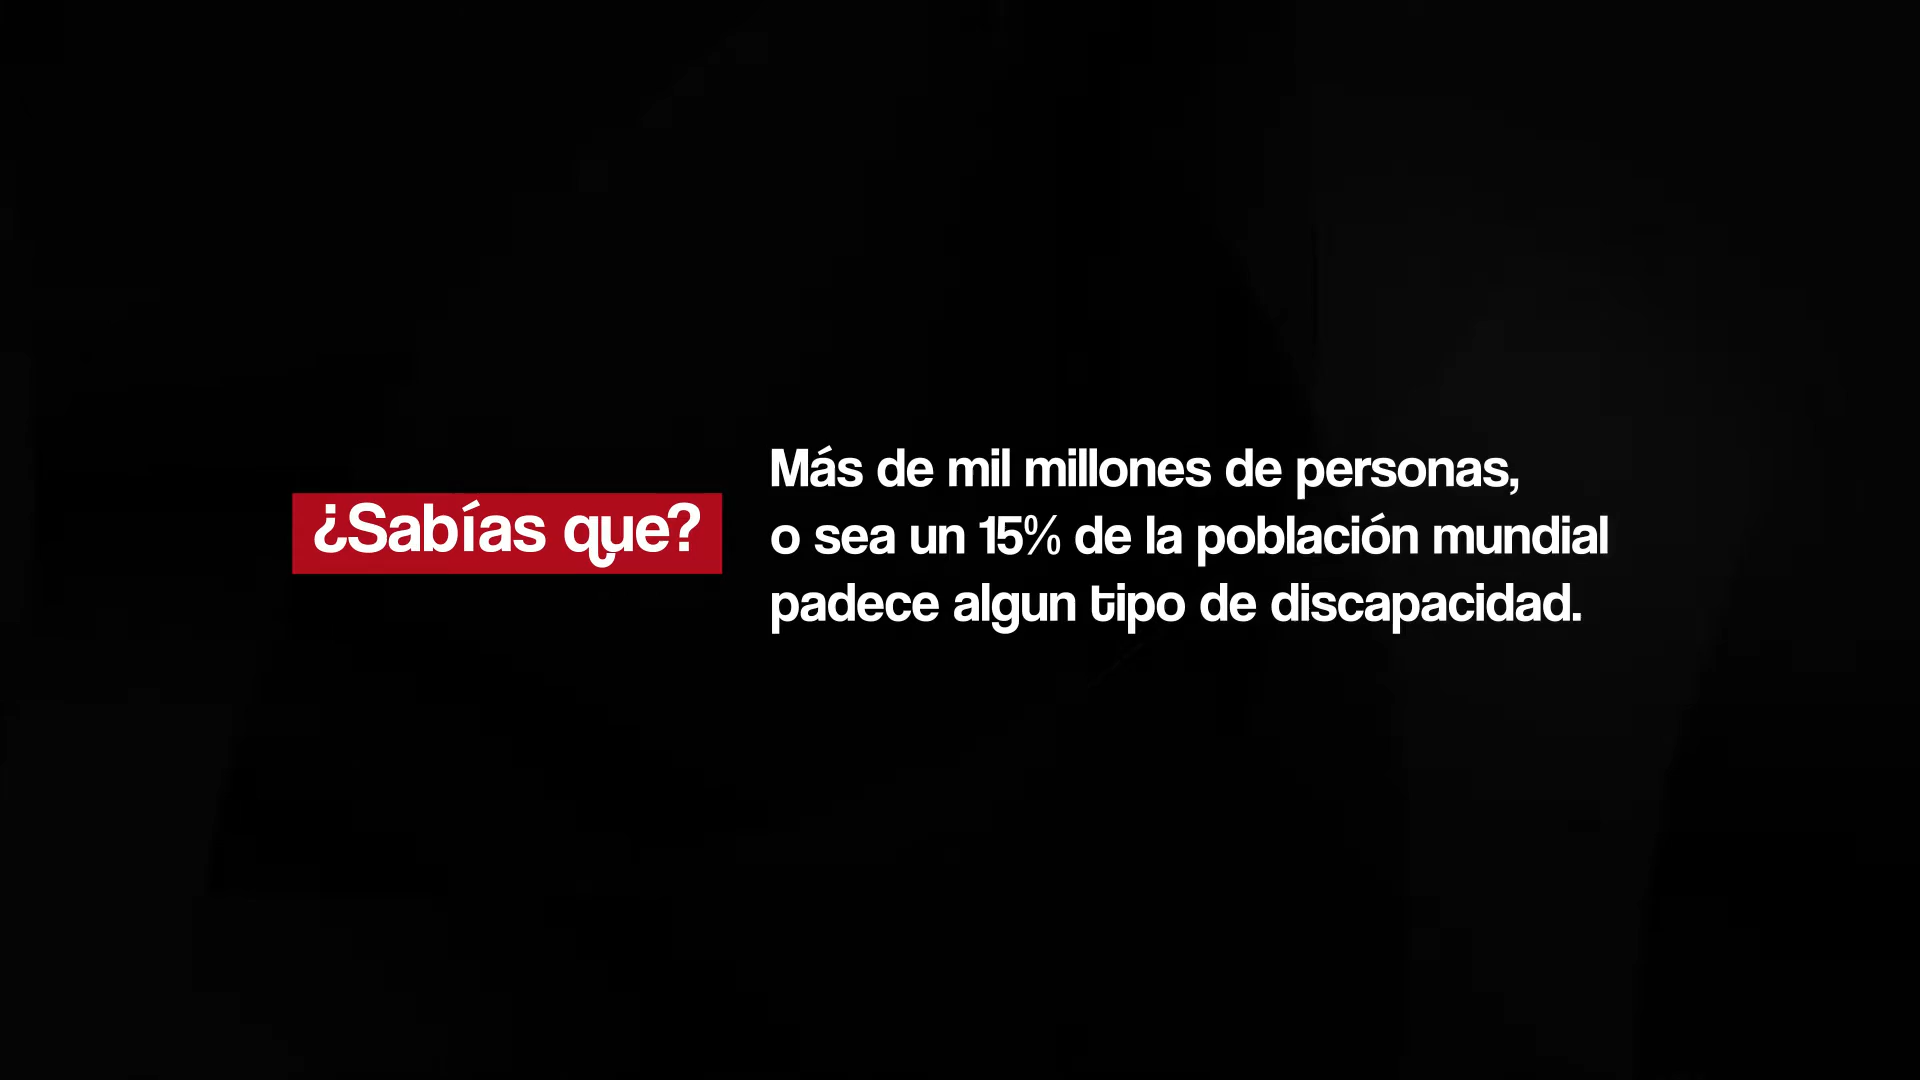 ¿Sabías que?
Más de mil millones de personas,
o sea un 15% de la población mundial
padece algun tipo de discapacidad.